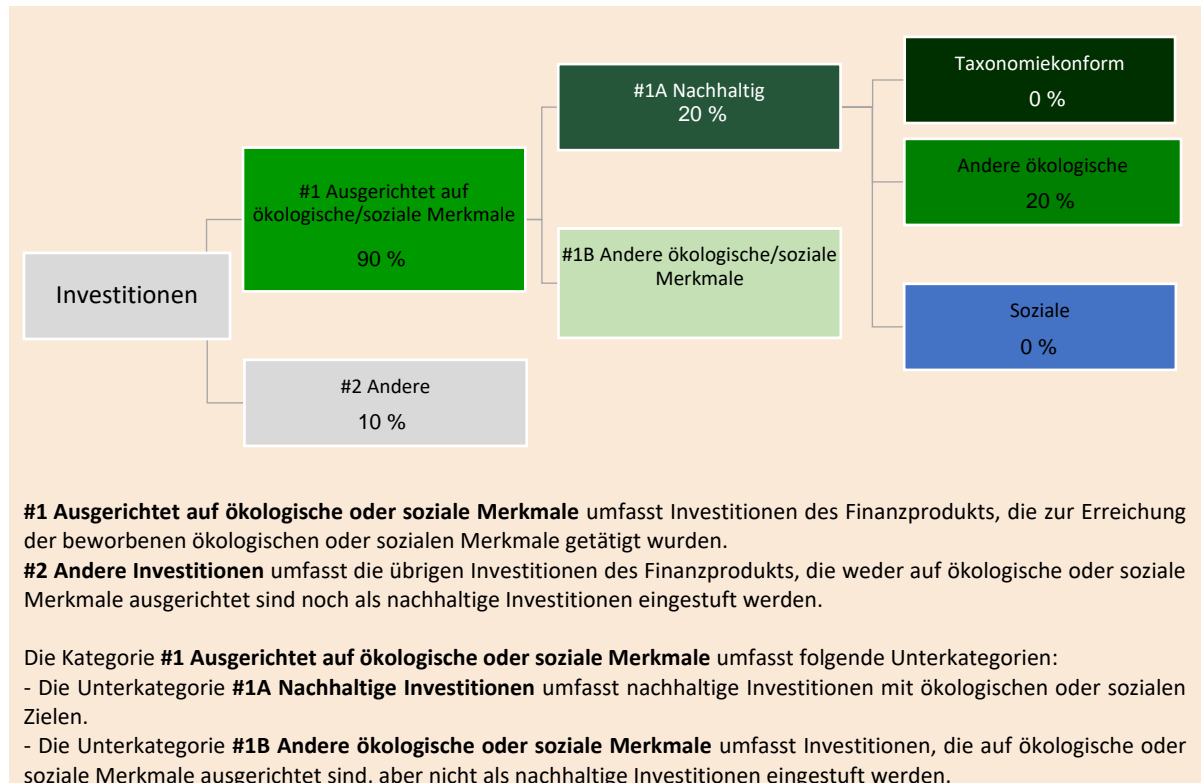 Investitionen
#1 Ausgerichtet auf
ökologische/soziale Merkmale
90 %
#2 Andere
10 %
#1A Nachhaltig
20 %
#1B Andere ökologische/soziale
Merkmale
Taxonomiekonform
0 %
Andere ökologische
20 %
Soziale
0 %
#1 Ausgerichtet auf ökologische oder soziale Merkmale umfasst Investitionen des Finanzprodukts, die zur Erreichung
der beworbenen ökologischen oder sozialen Merkmale getätigt wurden.
#2 Andere Investitionen umfasst die übrigen Investitionen des Finanzprodukts, die weder auf ökologische oder soziale
Merkmale ausgerichtet sind noch als nachhaltige Investitionen eingestuft werden.
Die Kategorie #1 Ausgerichtet auf ökologische oder soziale Merkmale umfasst folgende Unterkategorien:
- Die Unterkategorie #1A Nachhaltige Investitionen umfasst nachhaltige Investitionen mit ökologischen oder sozialen
Zielen.
- Die Unterkategorie #1B Andere ökologische oder soziale Merkmale umfasst Investitionen, die auf ökologische oder
soziale Merkmale ausgerichtet sind, aber nicht als nachhaltige Investitionen eingestuft werden.